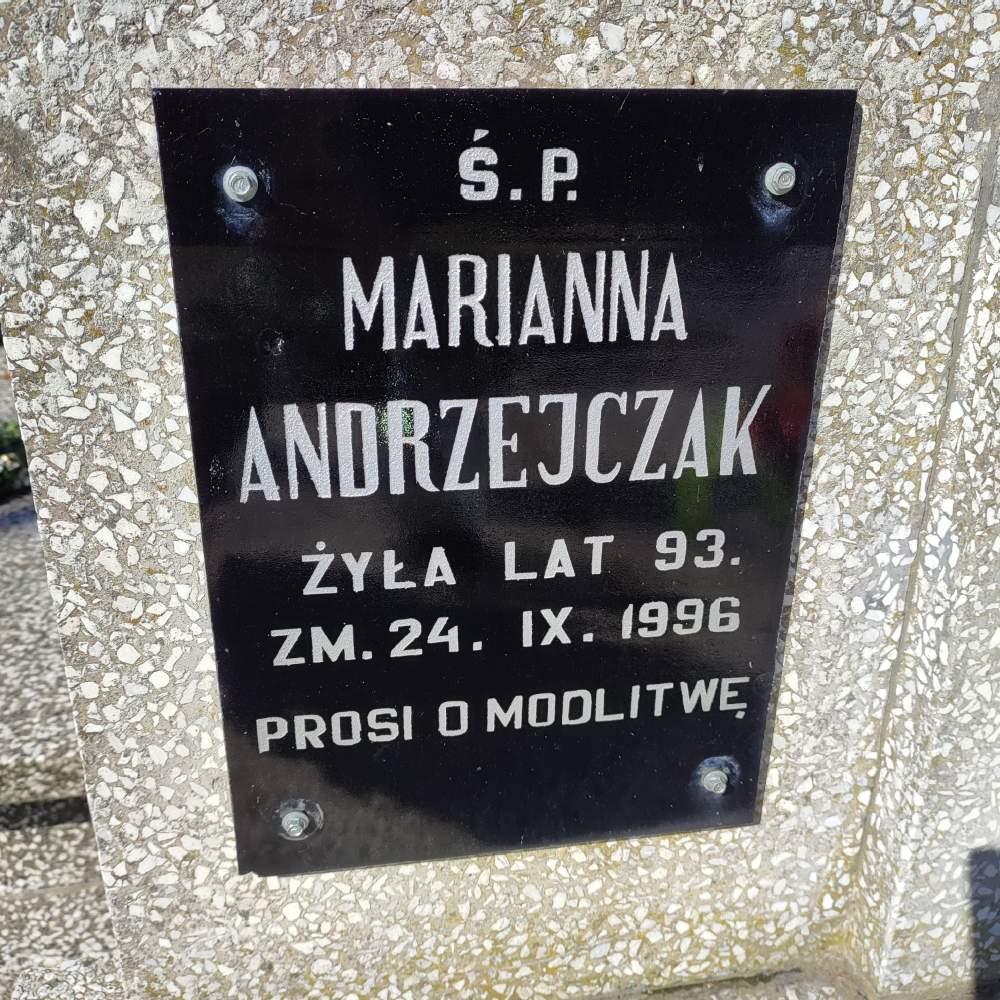 Ś.P.
MARIANNA
ANDRZEJCZAK
ŻYŁA LAT 93.
ZM. 24. IX. 1996
PROSI O MODLITWĘ